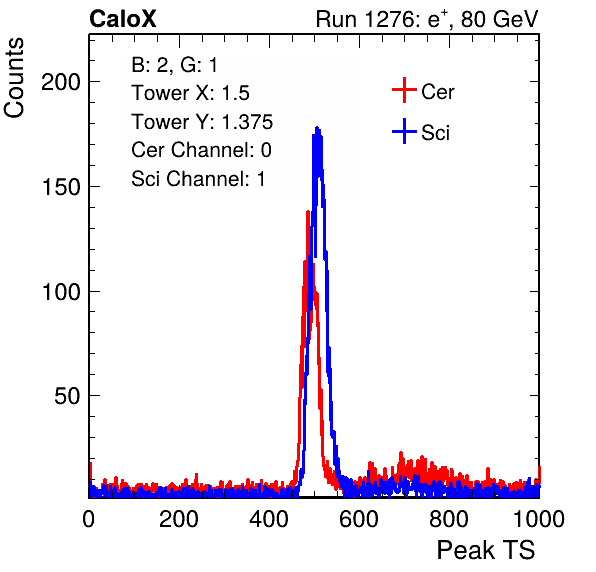 CaloX Run 1276: e⁺, 80 GeV
Counts
B: 2, G: 1
Tower X: 1.5
Tower Y: 1.375
Cer Channel: 0
Sci Channel: 1
Cer
Sci
200
150
100
50
0 200 400 600 800 1000
Peak TS